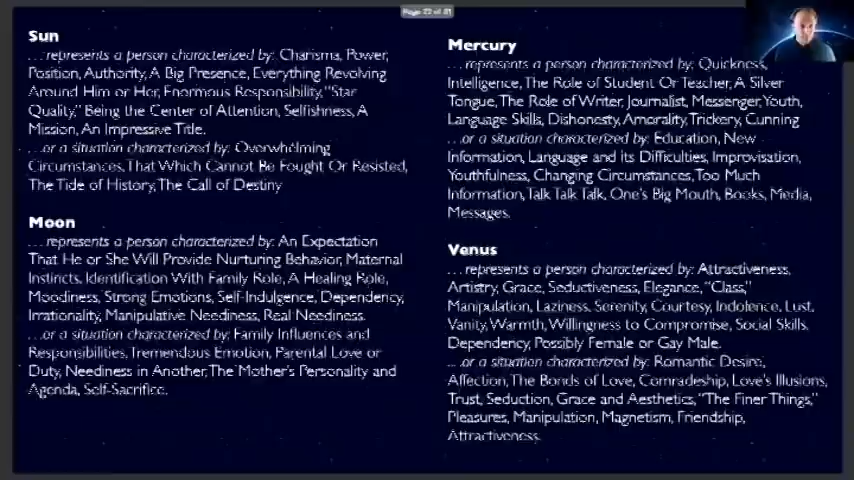 Page 22 of 41
Sun
...represents a person characterized by: Charisma, Power,
Position, Authority, A Big Presence, Everything Revolving
Around Him or Her, Enormous Responsibility, "Star
Quality," Being the Center of Attention, Selfishness, A
Mission, An Impressive Title.
...or a situation characterized by: Overwhelming
Circumstances, That Which Cannot Be Fought Or Resisted,
The Tide of History, The Call of Destiny
Moon
...represents a person characterized by: An Expectation
That He or She Will Provide Nurturing Behavior, Maternal
Instincts, Identification With Family Role, A Healing Role,
Moodiness, Strong Emotions, Self-Indulgence, Dependency,
Irrationality, Manipulative Neediness, Real Neediness.
...or a situation characterized by: Family Influences and
Responsibilities, Tremendous Emotion, Parental Love or
Duty, Neediness in Another, The Mother's Personality and
Agenda, Self-Sacrifice.
Mercury
...represents a person characterized by: Quickness,
Intelligence, The Role of Student Or Teacher, A Silver
Tongue, The Role of Writer, Journalist, Messenger, Youth,
Language Skills, Dishonesty, Amorality, Trickery, Cunning
...or a situation characterized by: Education, New
Information, Language and Its Difficulties, Improvisation,
Youthfulness, Changing Circumstances, Too Much
Information, Talk Talk Talk, One's Big Mouth, Books, Media,
Messages.
Venus
...represents a person characterized by: Attractiveness,
Artistry, Grace, Seductiveness, Elegance, "Class,"
Manipulation, Laziness, Serenity, Courtesy, Indolence, Lust,
Vanity, Warmth, Willingness to Compromise, Social Skills,
Dependency, Possibly Female or Gay Male.
... or a situation characterized by: Romantic Desire,
Affection, The Bonds of Love, Comradeship, Love's Illusions,
Trust, Seduction, Grace and Aesthetics, "The Finer Things,"
Pleasures, Manipulation, Magnetism, Friendship,
Attractiveness.